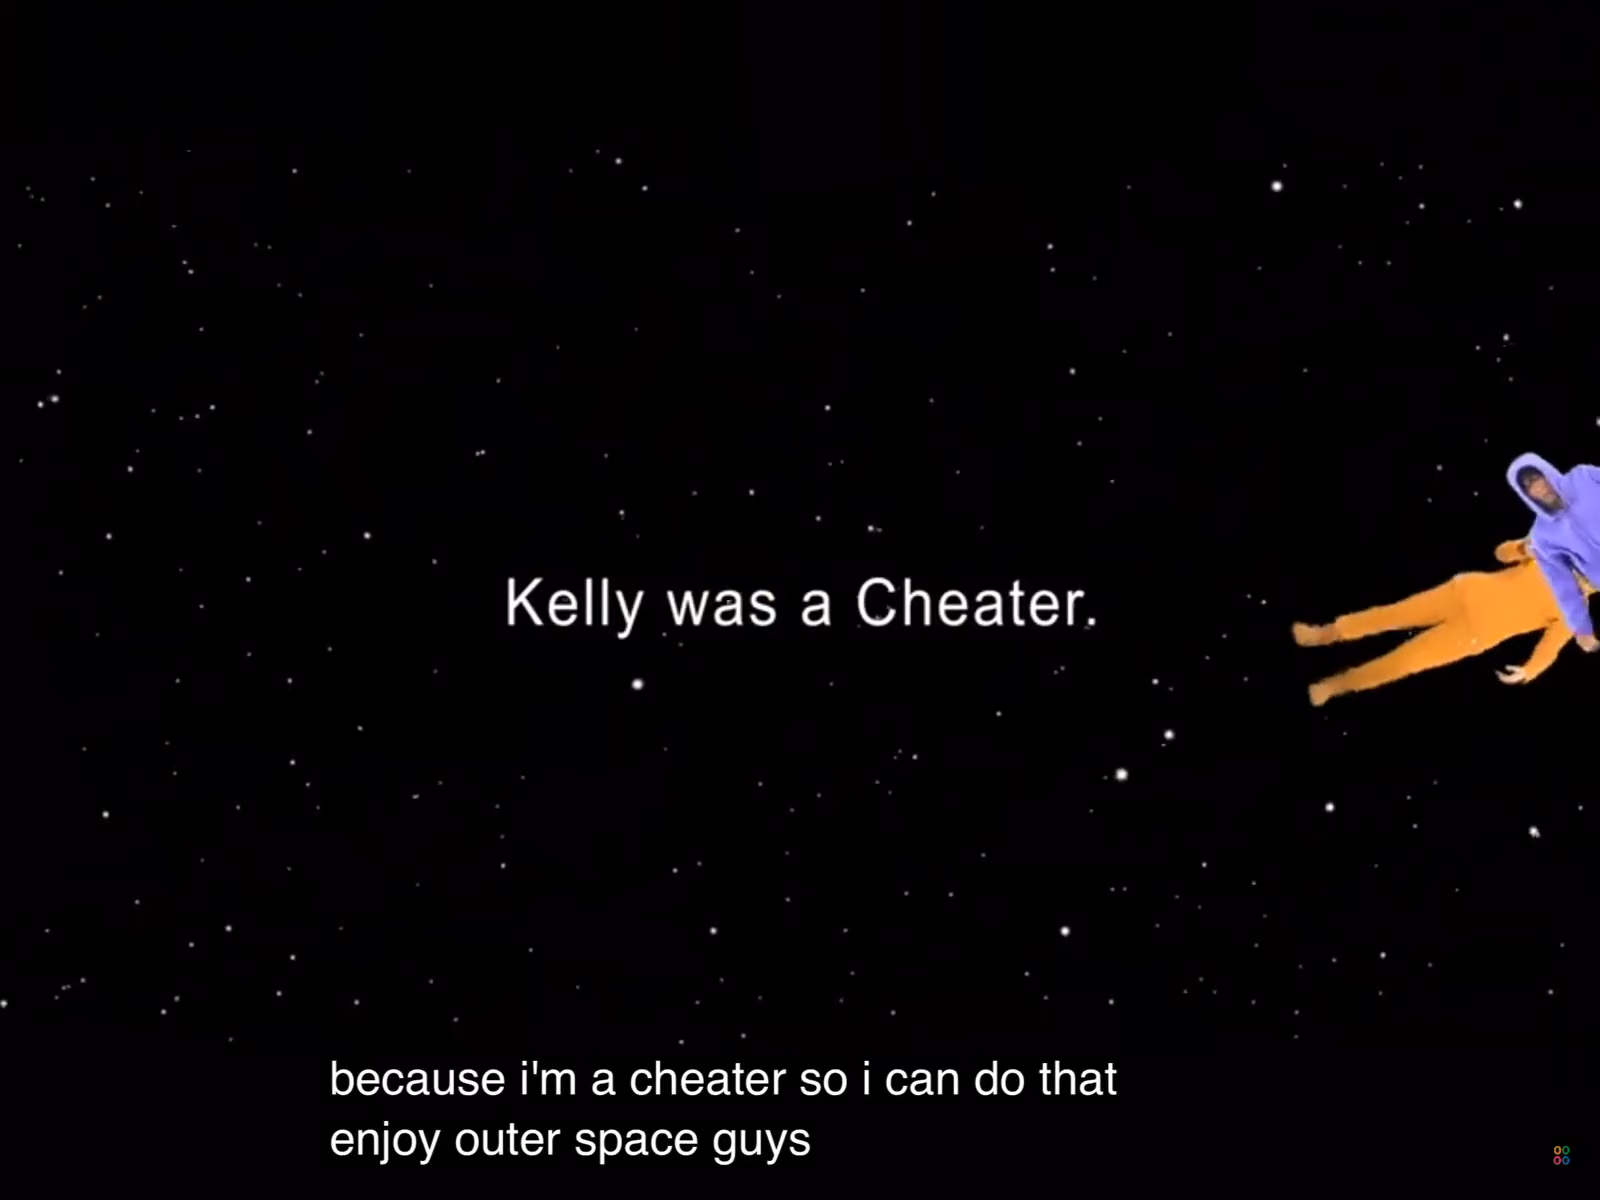 Kelly was a Cheater.
because i'm a cheater so i can do that
enjoy outer space guys